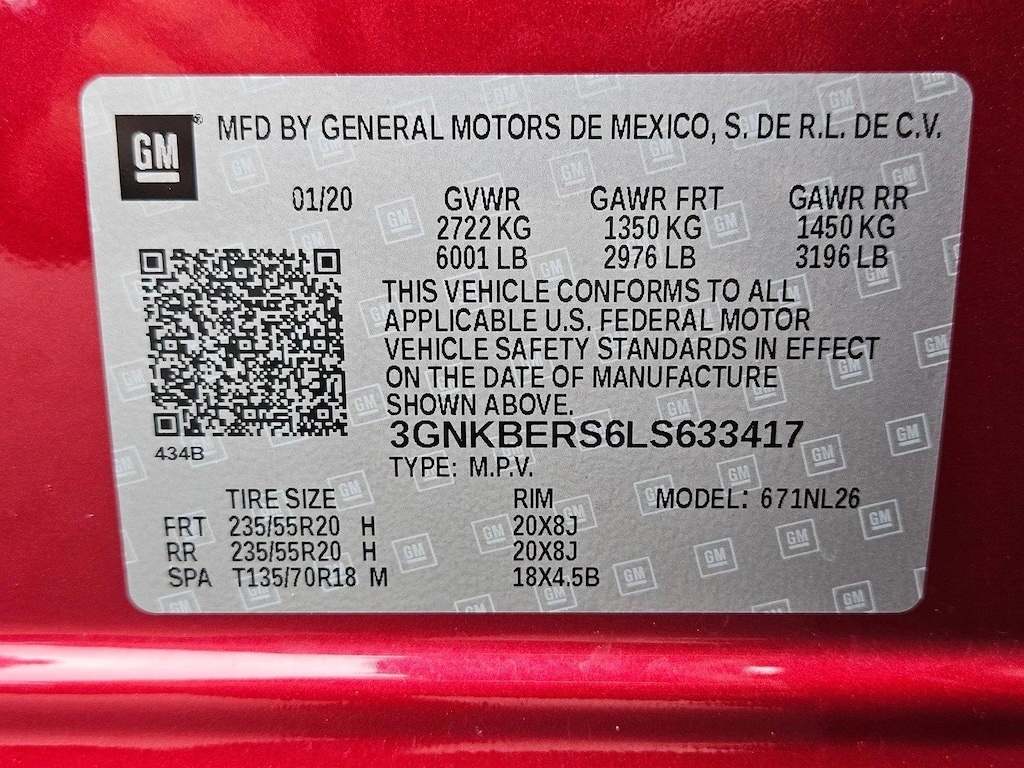 GM® MFD BY GENERAL MOTORS DE MEXICO, S. DE R.L. DE C.V.
01/20 GVWR GAWR FRT GAWR RR
2722 KG 1350 KG 1450 KG
6001 LB 2976 LB 3196 LB
THIS VEHICLE CONFORMS TO ALL
APPLICABLE U.S. FEDERAL MOTOR
VEHICLE SAFETY STANDARDS IN EFFECT
ON THE DATE OF MANUFACTURE
SHOWN ABOVE.
3GNKBERS6LS633417
434B
TYPE: M.P.V.
TIRE SIZE RIM MODEL: 671NL26
FRT 235/55R20 H 20X8J
RR 235/55R20 H 20X8J
SPA T135/70R18 M 18X4.5B